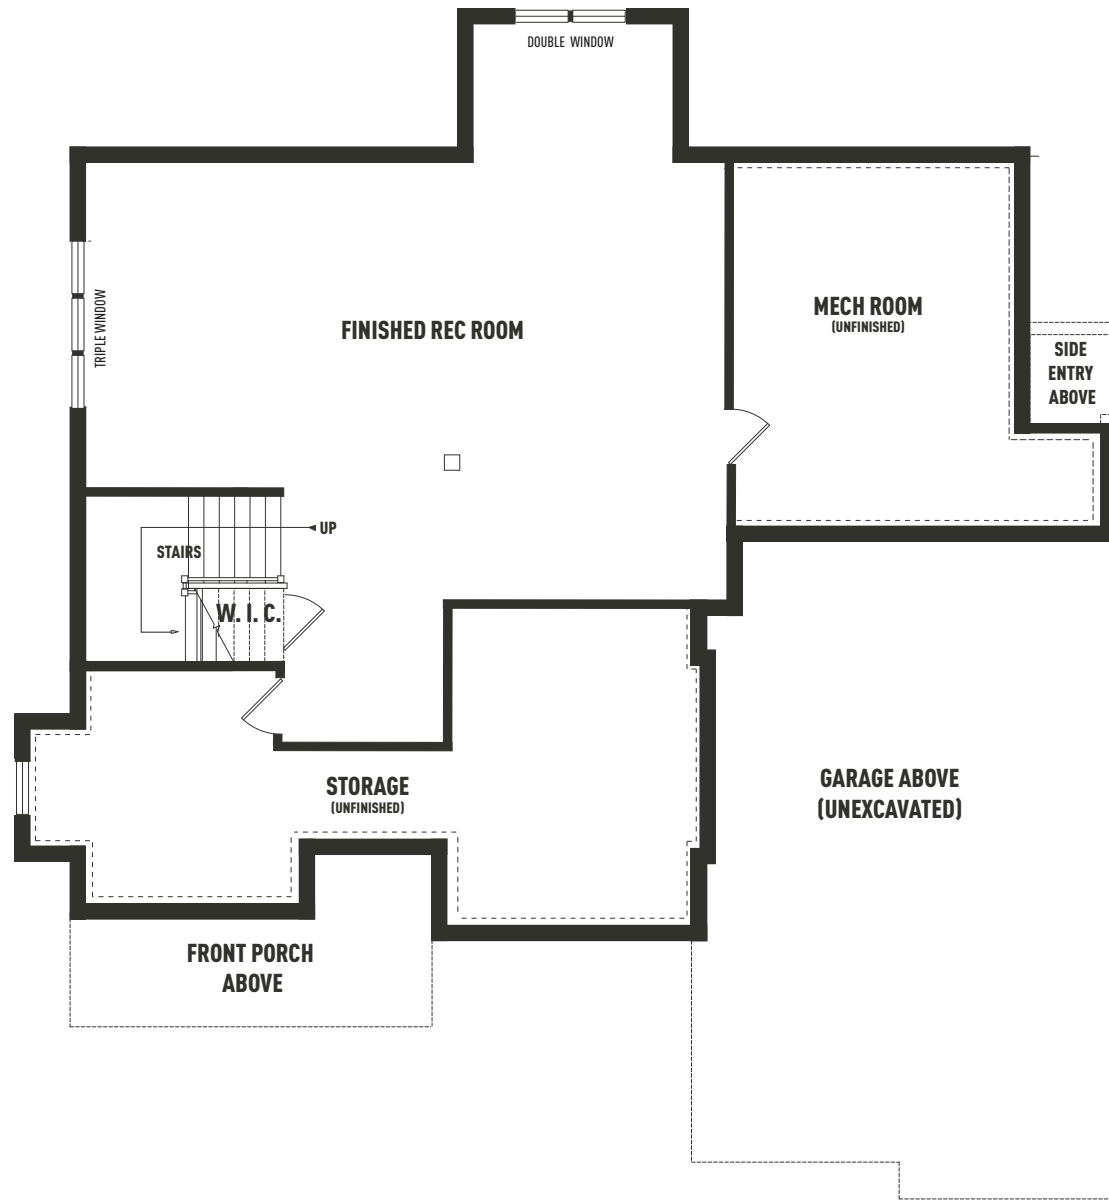 DOUBLE WINDOW
TRIPLE WINDOW
FINISHED REC ROOM
MECH ROOM
(UNFINISHED)
SIDE
ENTRY
ABOVE
UP
STAIRS
W. I. C.
STORAGE
(UNFINISHED)
GARAGE ABOVE
(UNEXCAVATED)
FRONT PORCH
ABOVE